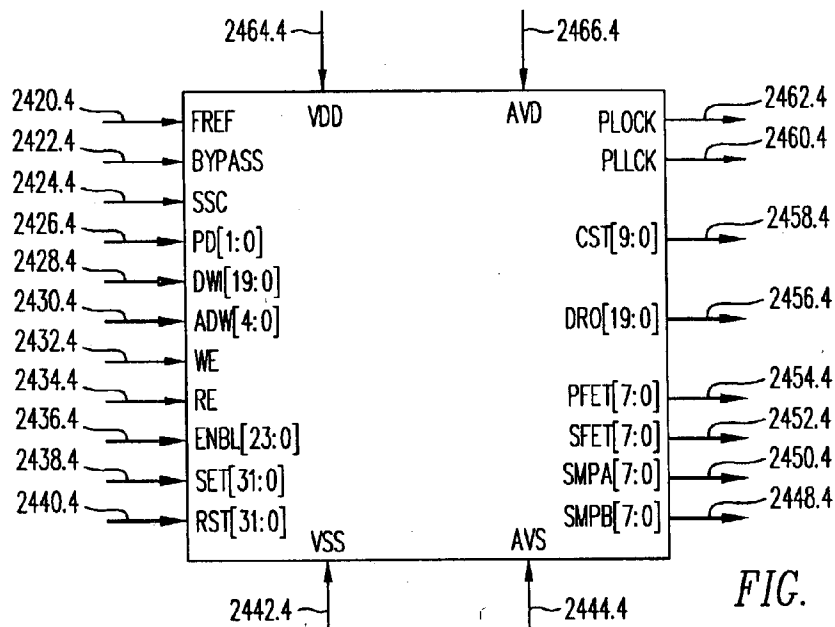 2464.4 2466.4
VDD AVD
2420.4 FREF PLOCK 2462.4
2422.4 BYPASS PLLCK 2460.4
2424.4 SSC
2426.4 PD[1:0] CST[9:0] 2458.4
2428.4 DWI[19:0]
2430.4 ADW[4:0] DRO[19:0] 2456.4
2432.4 WE
2434.4 RE PFET[7:0] 2454.4
2436.4 ENBL[23:0] SFET[7:0] 2452.4
2438.4 SET[31:0] SMPA[7:0] 2450.4
2440.4 RST[31:0] SMPB[7:0] 2448.4
VSS AVS
2442.4 2444.4
FIG.